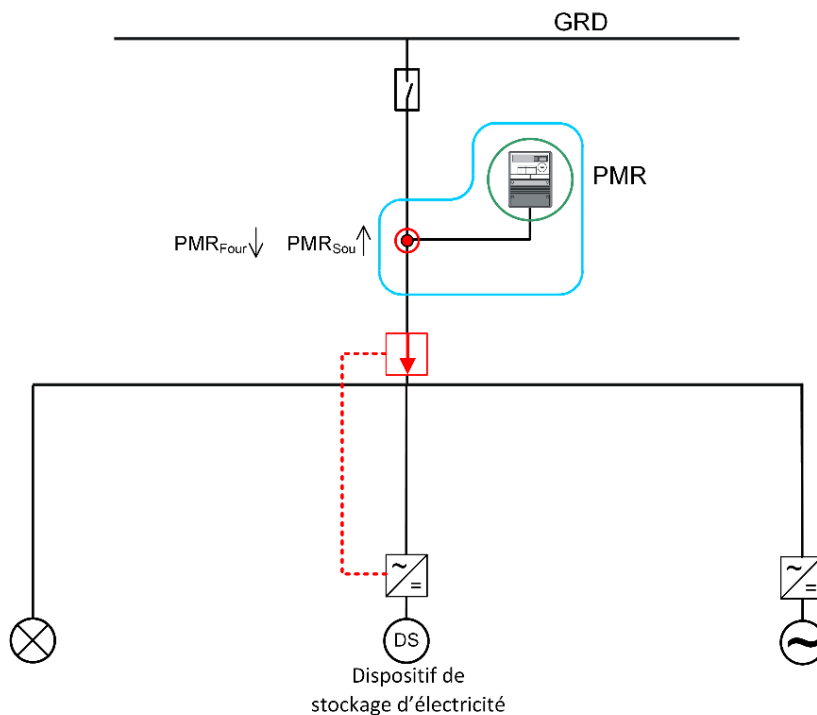 GRD
PMR
PMRFour↓ PMRSou↑
~
=
~
=
DS
~
Dispositif de
stockage d'électricité